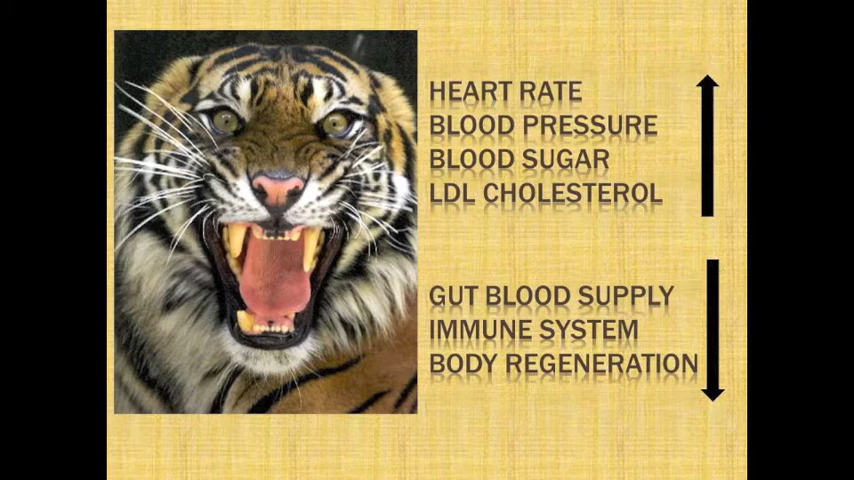 HEART RATE
BLOOD PRESSURE
BLOOD SUGAR
LDL CHOLESTEROL
GUT BLOOD SUPPLY
IMMUNE SYSTEM
BODY REGENERATION